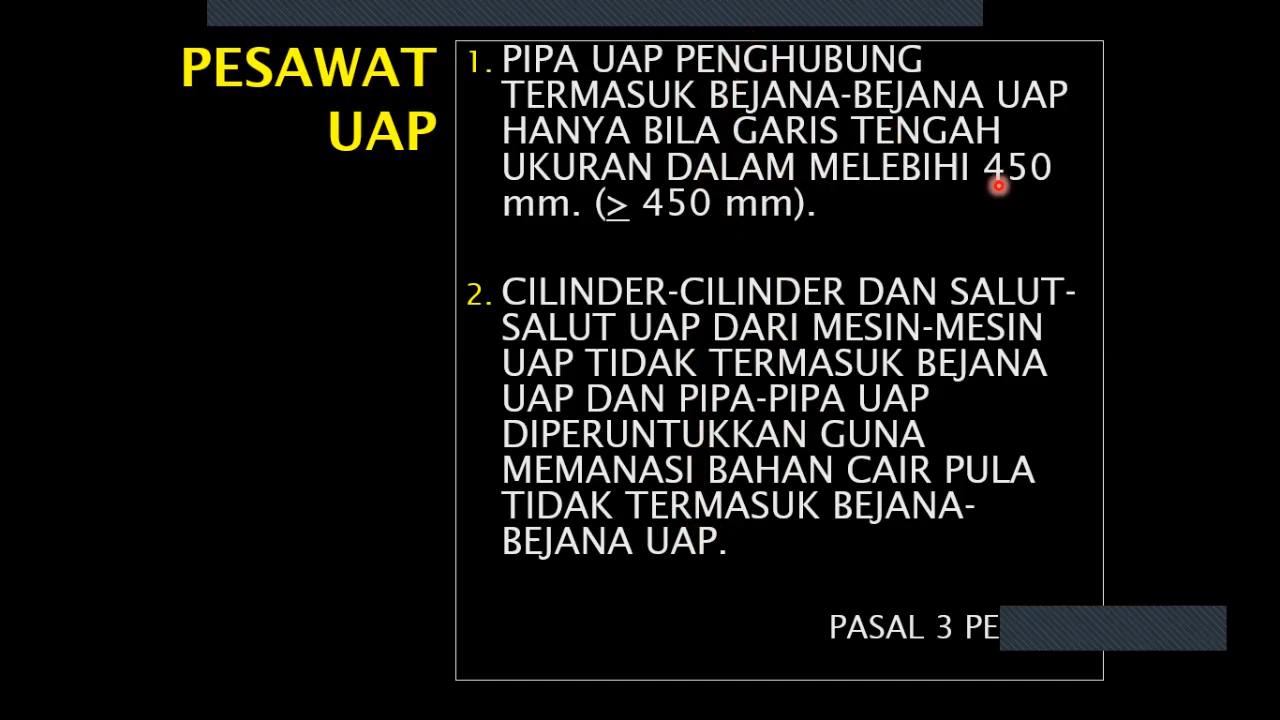 PESAWAT
UAP
1. PIPA UAP PENGHUBUNG
TERMASUK BEJANA-BEJANA UAP
HANYA BILA GARIS TENGAH
UKURAN DALAM MELEBIHI 450
mm. (≥ 450 mm).
2. CILINDER-CILINDER DAN SALUT-
SALUT UAP DARI MESIN-MESIN
UAP TIDAK TERMASUK BEJANA
UAP DAN PIPA-PIPA UAP
DIPERUNTUKKAN GUNA
MEMANASI BAHAN CAIR PULA
TIDAK TERMASUK BEJANA-
BEJANA UAP.
PASAL 3 PE